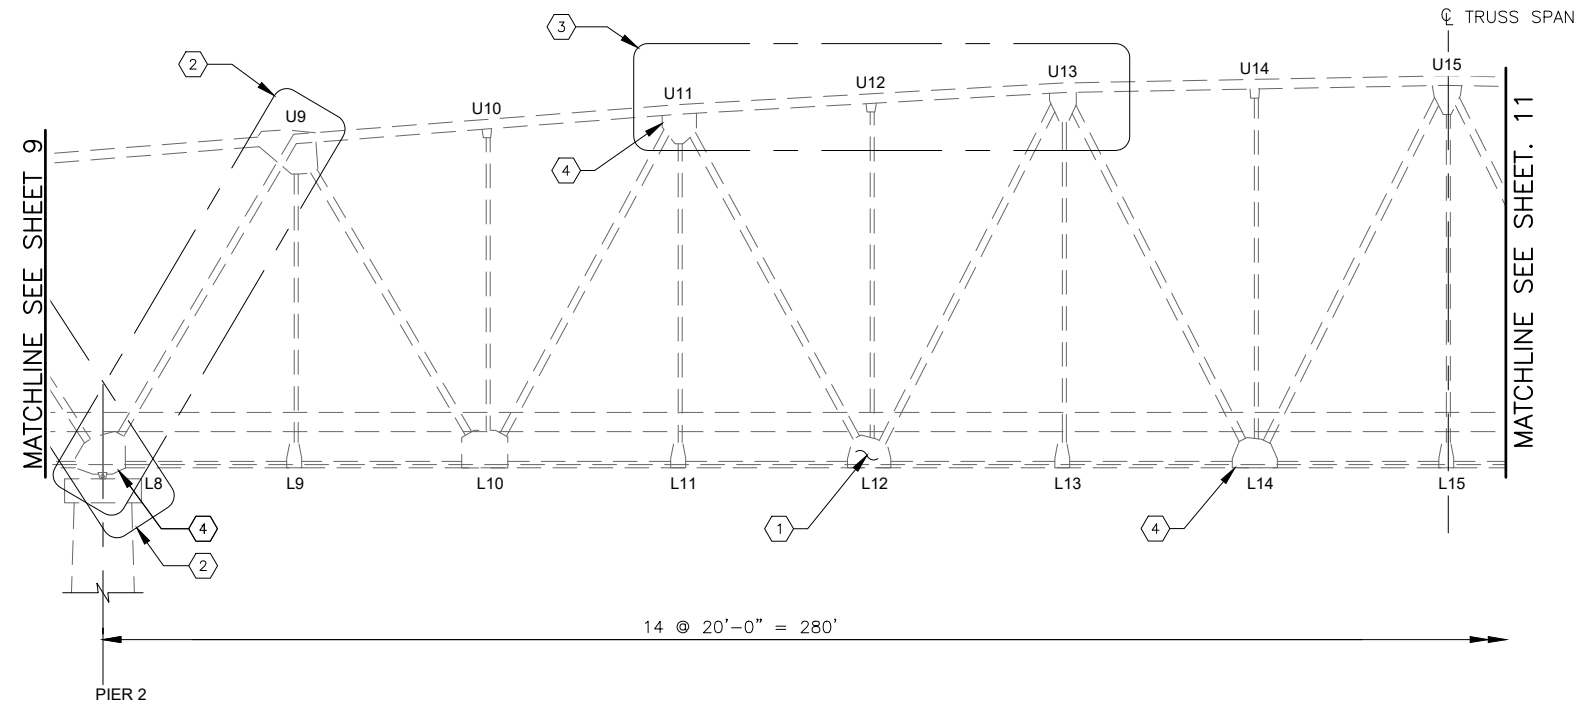 ℄ TRUSS SPAN
3
2
U9
U10
U11
U12
U13
U14
U15
4
MATCHLINE SEE SHEET 9
MATCHLINE SEE SHEET. 11
L8
L9
L10
L11
L12
L13
L14
L15
4
1
4
2
14 @ 20'-0" = 280'
PIER 2